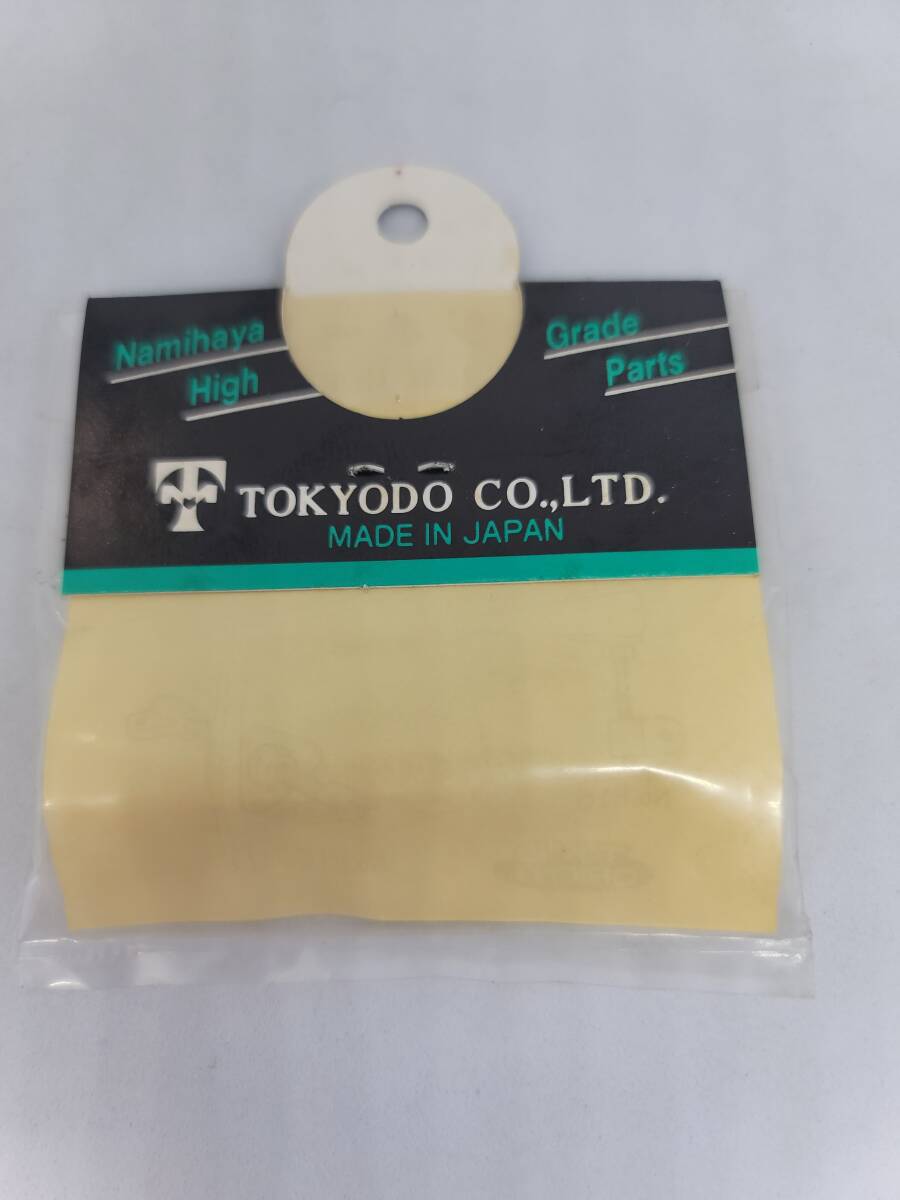 Namihaya
High
Grade
Parts
TOKYODO CO.,LTD.
MADE IN JAPAN